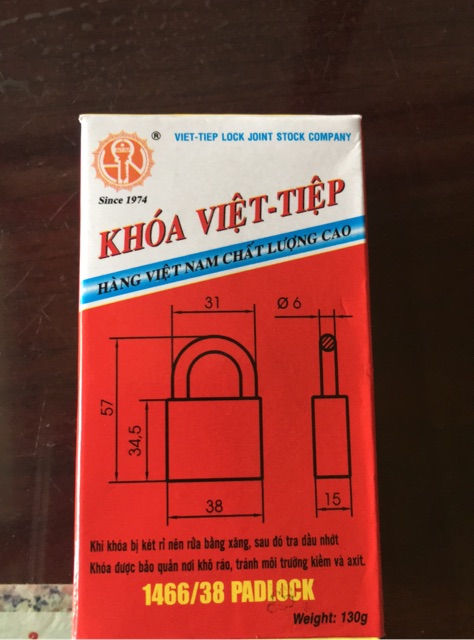 ® VIET-TIEP LOCK JOINT STOCK COMPANY
Since 1974
KHÓA VIỆT-TIỆP
HÀNG VIỆT NAM CHẤT LƯỢNG CAO
31
Ø 6
57
34,5
38
15
Khi khóa bị két rỉ nên rửa bằng xăng, sau đó tra dầu nhớt
Khóa được bảo quản nơi khô ráo, tránh môi trường kiềm và axit.
1466/38 PADLOCK
Weight: 130g